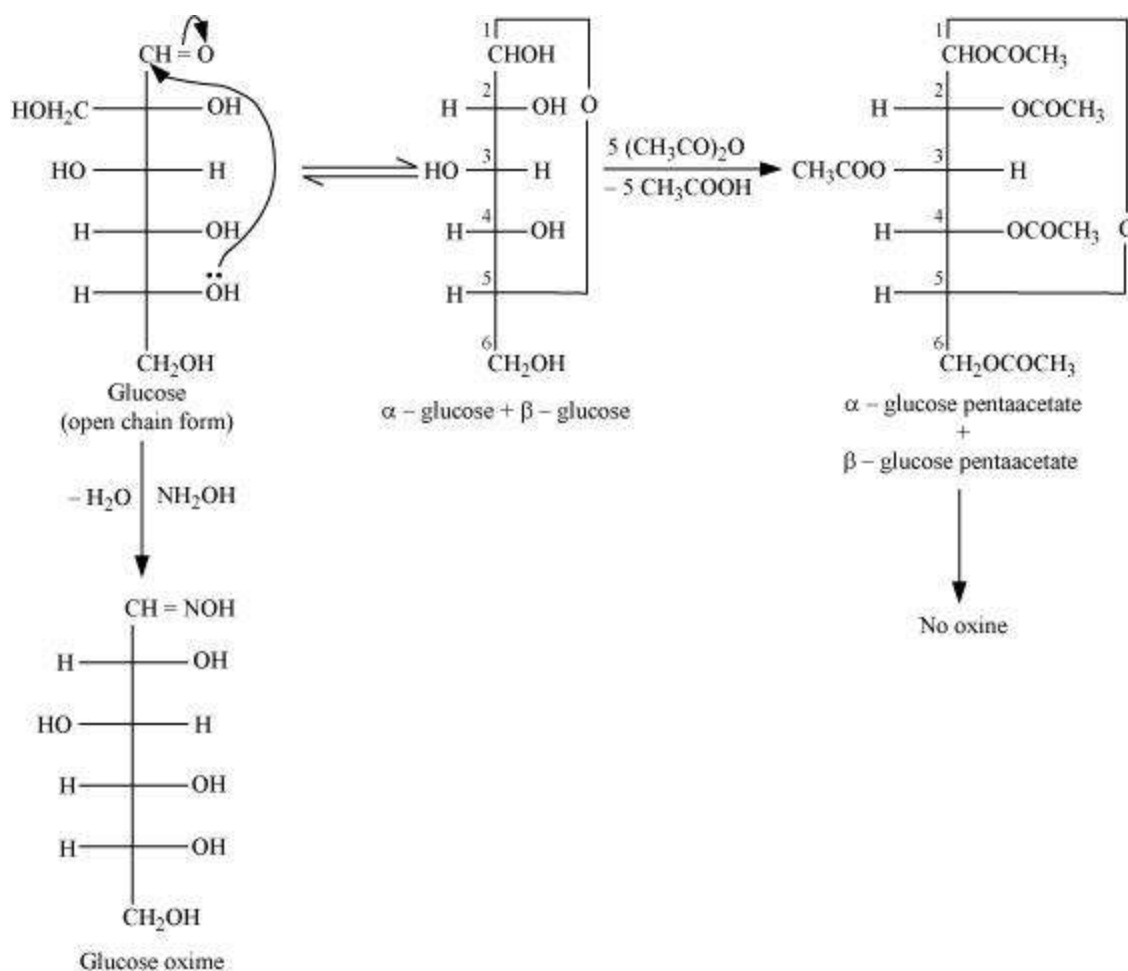 CH = O
HOH₂C OH
HO H
H OH
H OH
CH₂OH
Glucose
(open chain form)
1
CHOH
2
H OH O
3
HO H
4
H OH
5
H
6
CH₂OH
α – glucose + β – glucose
5 (CH₃CO)₂O
– 5 CH₃COOH
1
CHOCOCH₃
2
H OCOCH₃
3
CH₃COO H
4
H OCOCH₃ O
5
H
6
CH₂OCOCH₃
α – glucose pentaacetate
+
β – glucose pentaacetate
No oxine
– H₂O NH₂OH
CH = NOH
H OH
HO H
H OH
H OH
CH₂OH
Glucose oxime